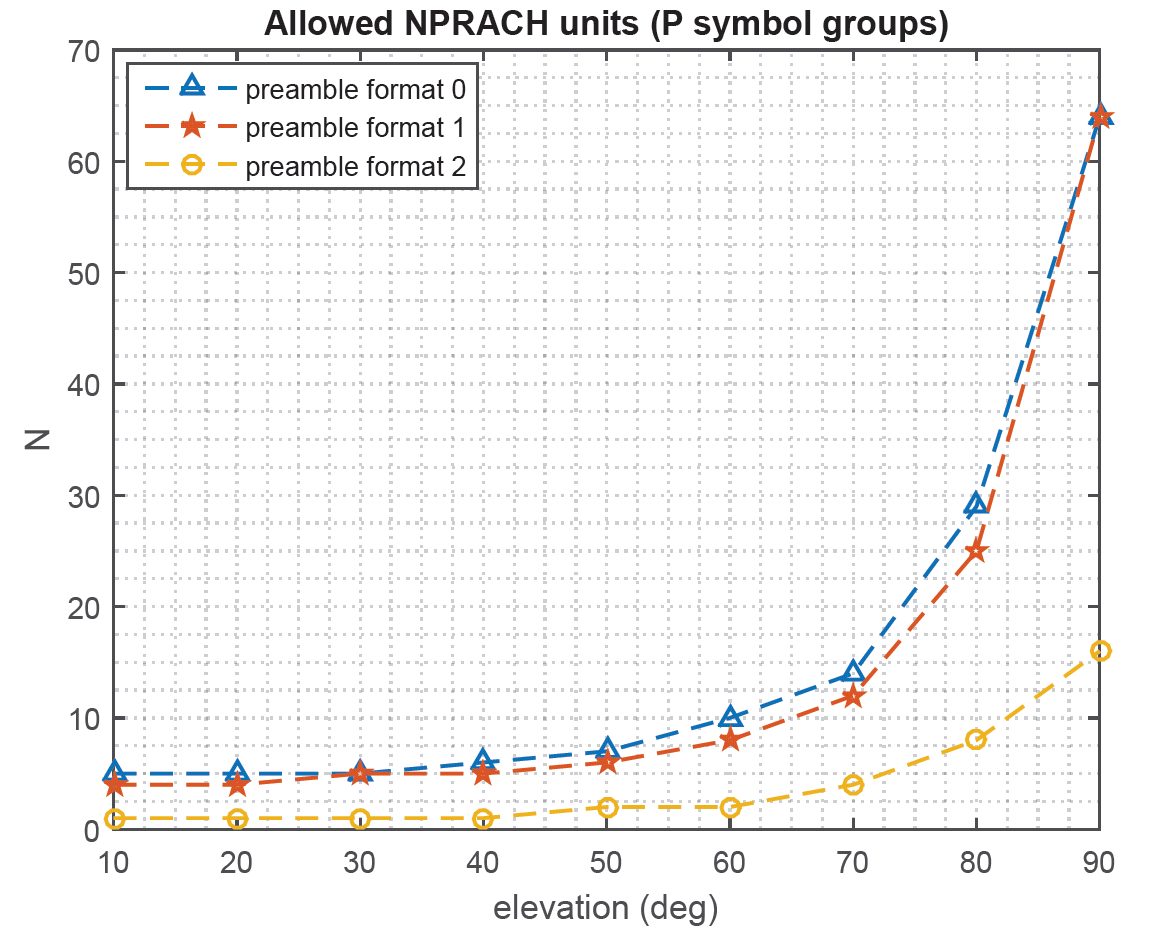 Allowed NPRACH units (P symbol groups)
preamble format 0
preamble format 1
preamble format 2
70
60
50
40
30
20
10
0
N
10 20 30 40 50 60 70 80 90
elevation (deg)